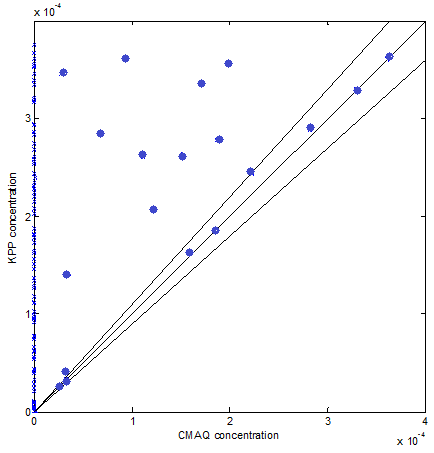 x 10⁻⁴
3
2
1
0
KPP concentration
0
1
2
3
4
CMAQ concentration
x 10⁻⁴